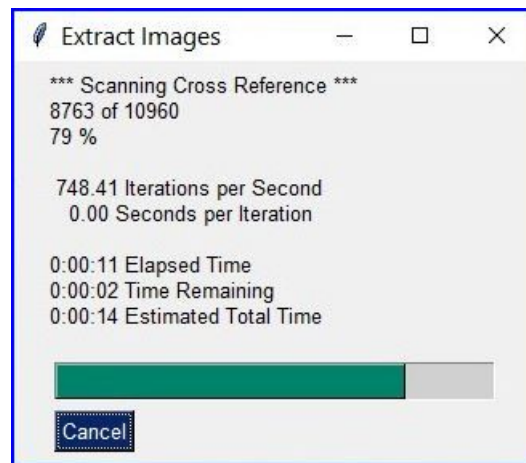 Extract Images
*** Scanning Cross Reference ***
8763 of 10960
79 %
748.41 Iterations per Second
0.00 Seconds per Iteration
0:00:11 Elapsed Time
0:00:02 Time Remaining
0:00:14 Estimated Total Time
Cancel